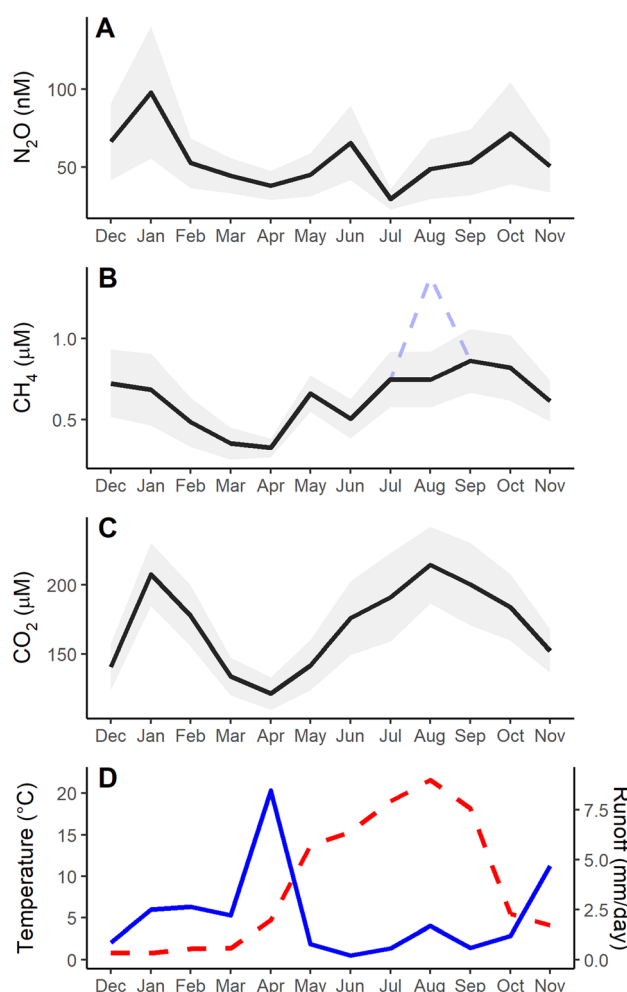 A
N₂O (nM)
100
50
Dec Jan Feb Mar Apr May Jun Jul Aug Sep Oct Nov
B
CH₄ (μM)
1.0
0.5
Dec Jan Feb Mar Apr May Jun Jul Aug Sep Oct Nov
C
CO₂ (μM)
200
150
Dec Jan Feb Mar Apr May Jun Jul Aug Sep Oct Nov
D
Temperature (°C)
20
15
10
5
0
7.5
5.0
2.5
0.0
Runoff (mm/day)
Dec Jan Feb Mar Apr May Jun Jul Aug Sep Oct Nov